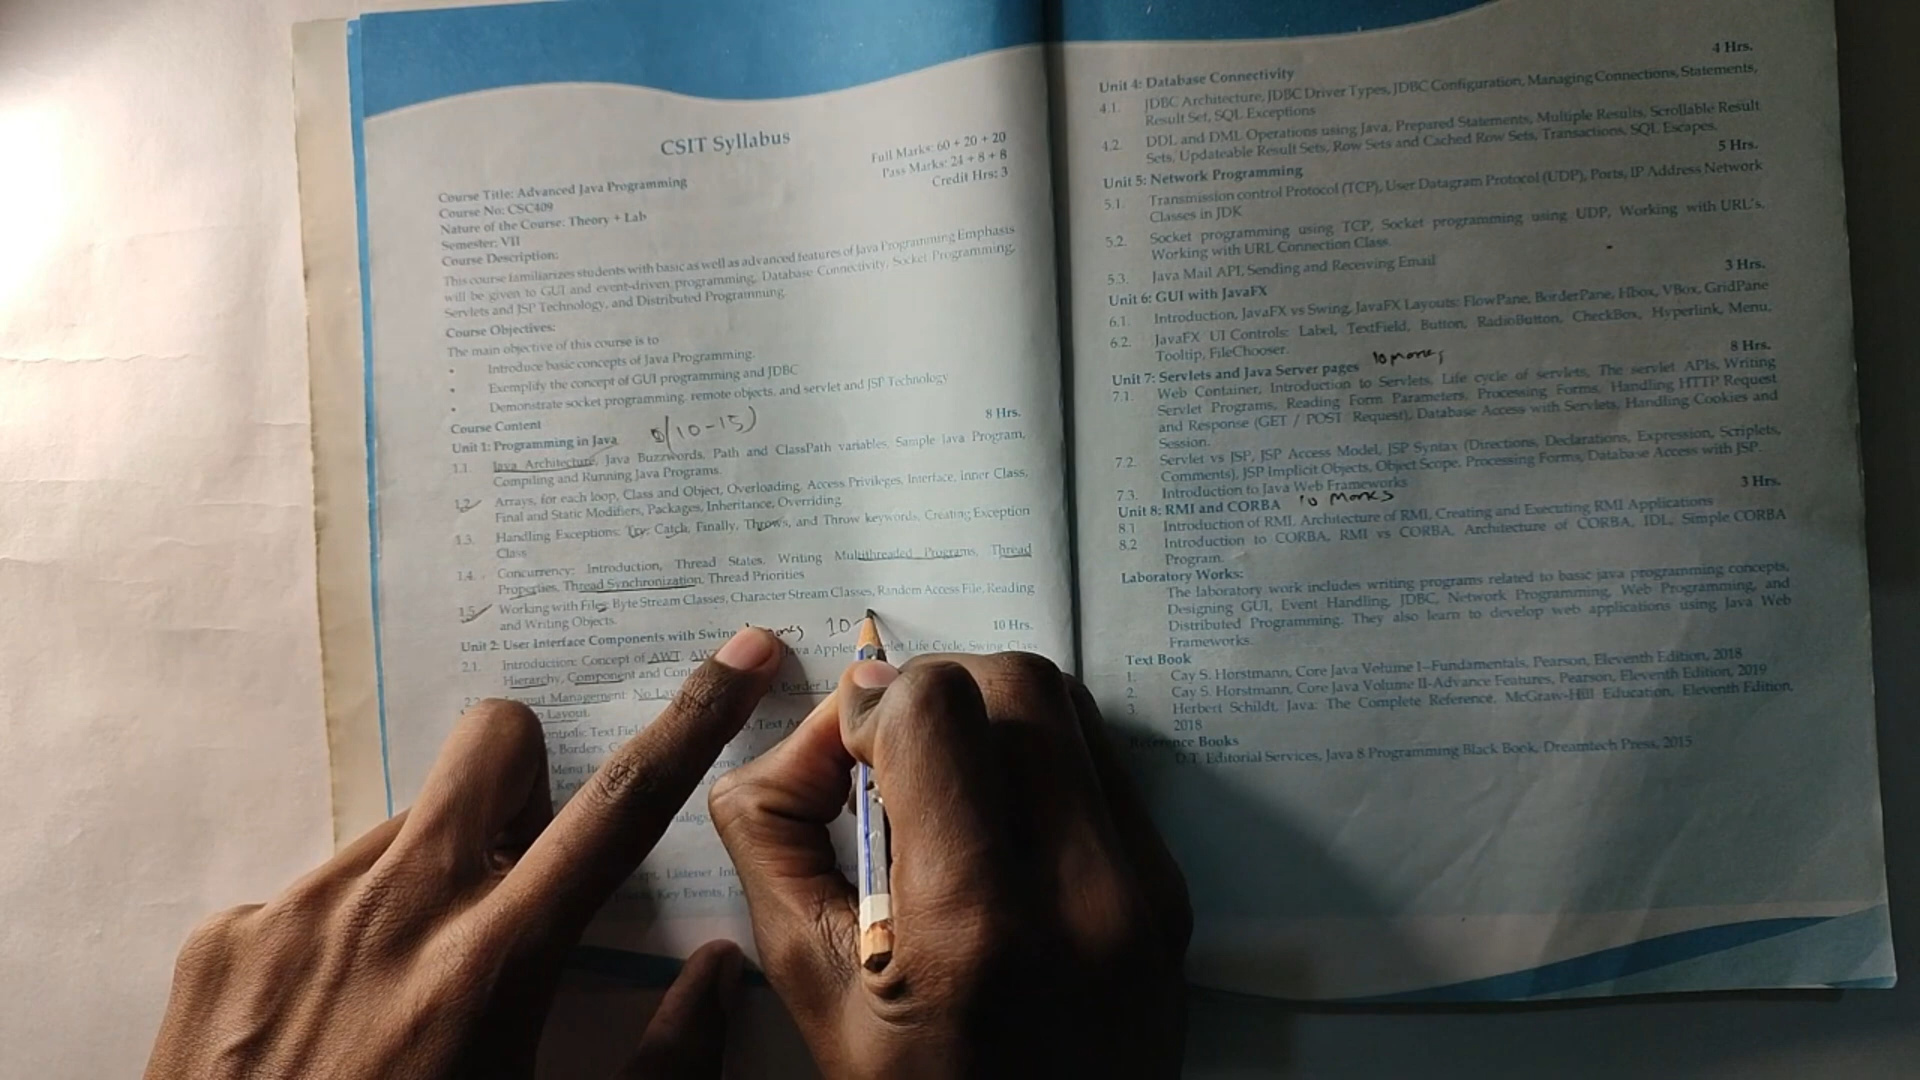 CSIT Syllabus
Full Marks: 60 + 20 + 20
Pass Marks: 24 + 8 + 8
Credit Hrs: 3
Course Title: Advanced Java Programming
Course No: CSC409
Nature of the Course: Theory + Lab
Semester: VII
Course Description:
This course familiarizes students with basic as well as advanced features of Java Programming Emphasis
will be given to GUI and event-driven programming, Database Connectivity, Socket Programming,
Servlets and JSP Technology, and Distributed Programming
Course Objectives:
The main objective of this course is to
• Introduce basic concepts of Java Programming.
• Exemplify the concept of GUI programming and JDBC
• Demonstrate socket programming, remote objects, and servlet and JSP Technology
Course Content
Unit 1: Programming in Java (10-15) 8 Hrs.
1.1. Java Architecture, Java Buzzwords, Path and ClassPath variables, Sample Java Program,
Compiling and Running Java Programs.
1.2. Arrays, for each loop, Class and Object, Overloading, Access Privileges, Interface, Inner Class,
Final and Static Modifiers, Packages, Inheritance, Overriding
1.3. Handling Exceptions: Try, Catch, Finally, Throws, and Throw keywords, Creating Exception
Class
1.4. Concurrency: Introduction, Thread States, Writing Multithreaded Programs, Thread
Properties, Thread Synchronization, Thread Priorities
1.5. Working with Files: Byte Stream Classes, Character Stream Classes, Random Access File, Reading
and Writing Objects.
Unit 2: User Interface Components with Swing 10- 10 Hrs.
2.1. Introduction: Concept of AWT, Java Applets, Life Cycle, Swing Class
Hierarchy, Component and
Management: No Border
Layout.
Text
Borders,
Menu
Listener
Key Events,
Unit 4: Database Connectivity 4 Hrs.
4.1. JDBC Architecture, JDBC Driver Types, JDBC Configuration, Managing Connections, Statements,
Result Set, SQL Exceptions
4.2. DDL and DML Operations using Java, Prepared Statements, Multiple Results, Scrollable Result
Sets, Updateable Result Sets, Row Sets and Cached Row Sets, Transactions, SQL Escapes.
Unit 5: Network Programming 5 Hrs.
5.1. Transmission control Protocol (TCP), User Datagram Protocol (UDP), Ports, IP Address Network
Classes in JDK
5.2. Socket programming using TCP, Socket programming using UDP, Working with URL's,
Working with URL Connection Class.
5.3. Java Mail API, Sending and Receiving Email
Unit 6: GUI with JavaFX 3 Hrs.
6.1. Introduction, JavaFX vs Swing, JavaFX Layouts: FlowPane, BorderPane, Hbox, VBox, GridPane
6.2. JavaFX UI Controls: Label, TextField, Button, RadioButton, CheckBox, Hyperlink, Menu,
Tooltip, FileChooser.
Unit 7: Servlets and Java Server pages 10 8 Hrs.
7.1. Web Container, Introduction to Servlets, Life cycle of servlets, The servlet APIs, Writing
Servlet Programs, Reading Form Parameters, Processing Forms, Handling HTTP Request
and Response (GET / POST Request), Database Access with Servlets, Handling Cookies and
Session.
7.2. Servlet vs JSP, JSP Access Model, JSP Syntax (Directions, Declarations, Expression, Scriplets,
Comments), JSP Implicit Objects, Object Scope, Processing Forms, Database Access with JSP.
7.3. Introduction to Java Web Frameworks
Unit 8: RMI and CORBA 10 Marks 3 Hrs.
8.1 Introduction of RMI, Architecture of RMI, Creating and Executing RMI Applications
8.2 Introduction to CORBA, RMI vs CORBA, Architecture of CORBA, IDL, Simple CORBA
Program.
Laboratory Works:
The laboratory work includes writing programs related to basic java programming concepts,
Designing GUI, Event Handling, JDBC, Network Programming, Web Programming, and
Distributed Programming. They also learn to develop web applications using Java Web
Frameworks.
Text Book
1. Cay S. Horstmann, Core Java Volume I--Fundamentals, Pearson, Eleventh Edition, 2018
2. Cay S. Horstmann, Core Java Volume II-Advance Features, Pearson, Eleventh Edition, 2019
3. Herbert Schildt, Java: The Complete Reference, McGraw-Hill Education, Eleventh Edition,
2018
Reference Books
D.T. Editorial Services, Java 8 Programming Black Book, Dreamtech Press, 2015